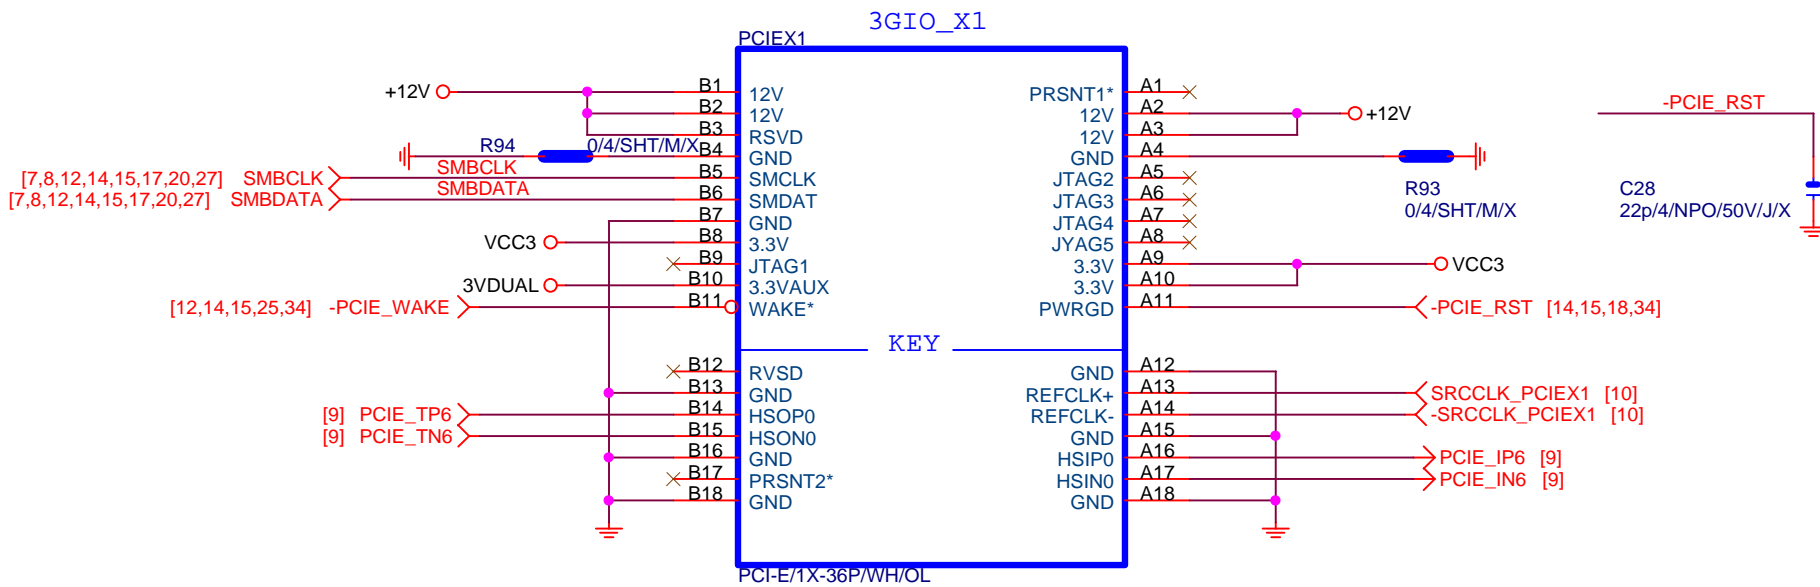 3GIO_X1
PCIEX1
+12V B1 12V PRSNT1* A1
B2 12V 12V A2 +12V
B3 RSVD 12V A3
R94 0/4/SHT/M/X B4 GND GND A4
[7,8,12,14,15,17,20,27] SMBCLK SMBCLK B5 SMCLK JTAG2 A5
[7,8,12,14,15,17,20,27] SMBDATA SMBDATA B6 SMDAT JTAG3 A6
B7 GND JTAG4 A7
VCC3 B8 3.3V JYAG5 A8
B9 JTAG1 3.3V A9 VCC3
3VDUAL B10 3.3VAUX 3.3V A10
[12,14,15,25,34] -PCIE_WAKE B11 WAKE* PWRGD A11 -PCIE_RST [14,15,18,34]
KEY
B12 RVSD GND A12
B13 GND REFCLK+ A13 SRCCLK_PCIEX1 [10]
[9] PCIE_TP6 B14 HSOP0 REFCLK- A14 -SRCCLK_PCIEX1 [10]
[9] PCIE_TN6 B15 HSON0 GND A15
B16 GND HSIP0 A16 PCIE_IP6 [9]
B17 PRSNT2* HSIN0 A17 PCIE_IN6 [9]
B18 GND GND A18
PCI-E/1X-36P/WH/OL
R93
0/4/SHT/M/X
-PCIE_RST
C28
22p/4/NPO/50V/J/X